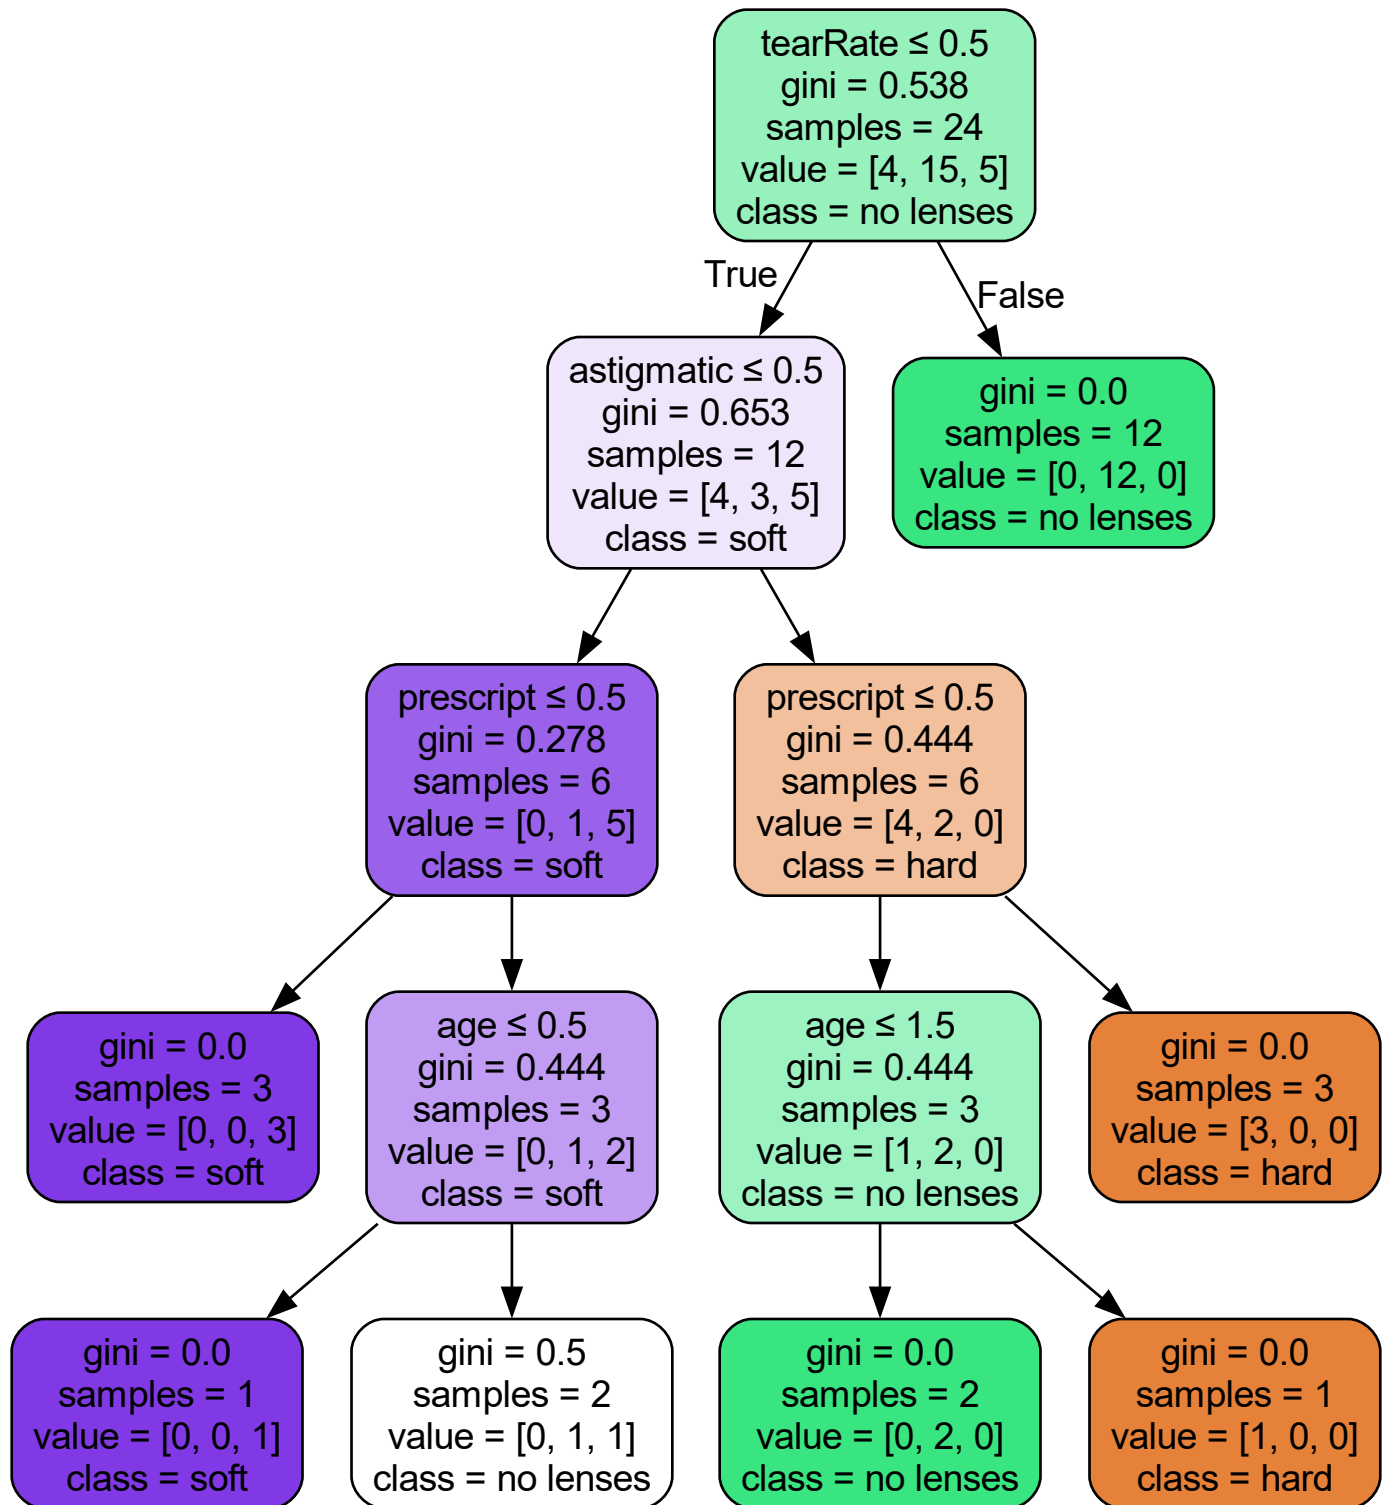 tearRate ≤ 0.5
gini = 0.538
samples = 24
value = [4, 15, 5]
class = no lenses
True
False
astigmatic ≤ 0.5
gini = 0.653
samples = 12
value = [4, 3, 5]
class = soft
gini = 0.0
samples = 12
value = [0, 12, 0]
class = no lenses
prescript ≤ 0.5
gini = 0.278
samples = 6
value = [0, 1, 5]
class = soft
prescript ≤ 0.5
gini = 0.444
samples = 6
value = [4, 2, 0]
class = hard
gini = 0.0
samples = 3
value = [0, 0, 3]
class = soft
age ≤ 0.5
gini = 0.444
samples = 3
value = [0, 1, 2]
class = soft
age ≤ 1.5
gini = 0.444
samples = 3
value = [1, 2, 0]
class = no lenses
gini = 0.0
samples = 3
value = [3, 0, 0]
class = hard
gini = 0.0
samples = 1
value = [0, 0, 1]
class = soft
gini = 0.5
samples = 2
value = [0, 1, 1]
class = no lenses
gini = 0.0
samples = 2
value = [0, 2, 0]
class = no lenses
gini = 0.0
samples = 1
value = [1, 0, 0]
class = hard